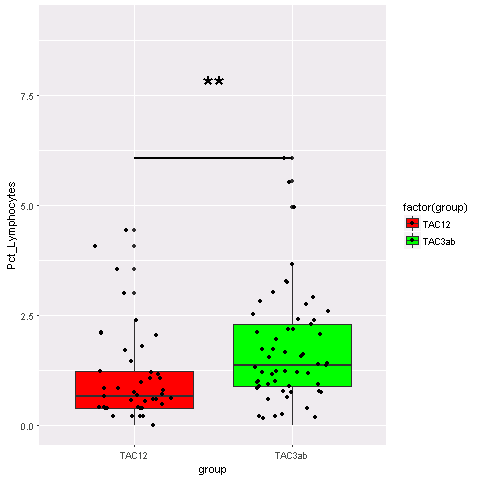 **
7.5
5.0
2.5
0.0
Pct_Lymphocytes
TAC12
TAC3ab
group
factor(group)
TAC12
TAC3ab